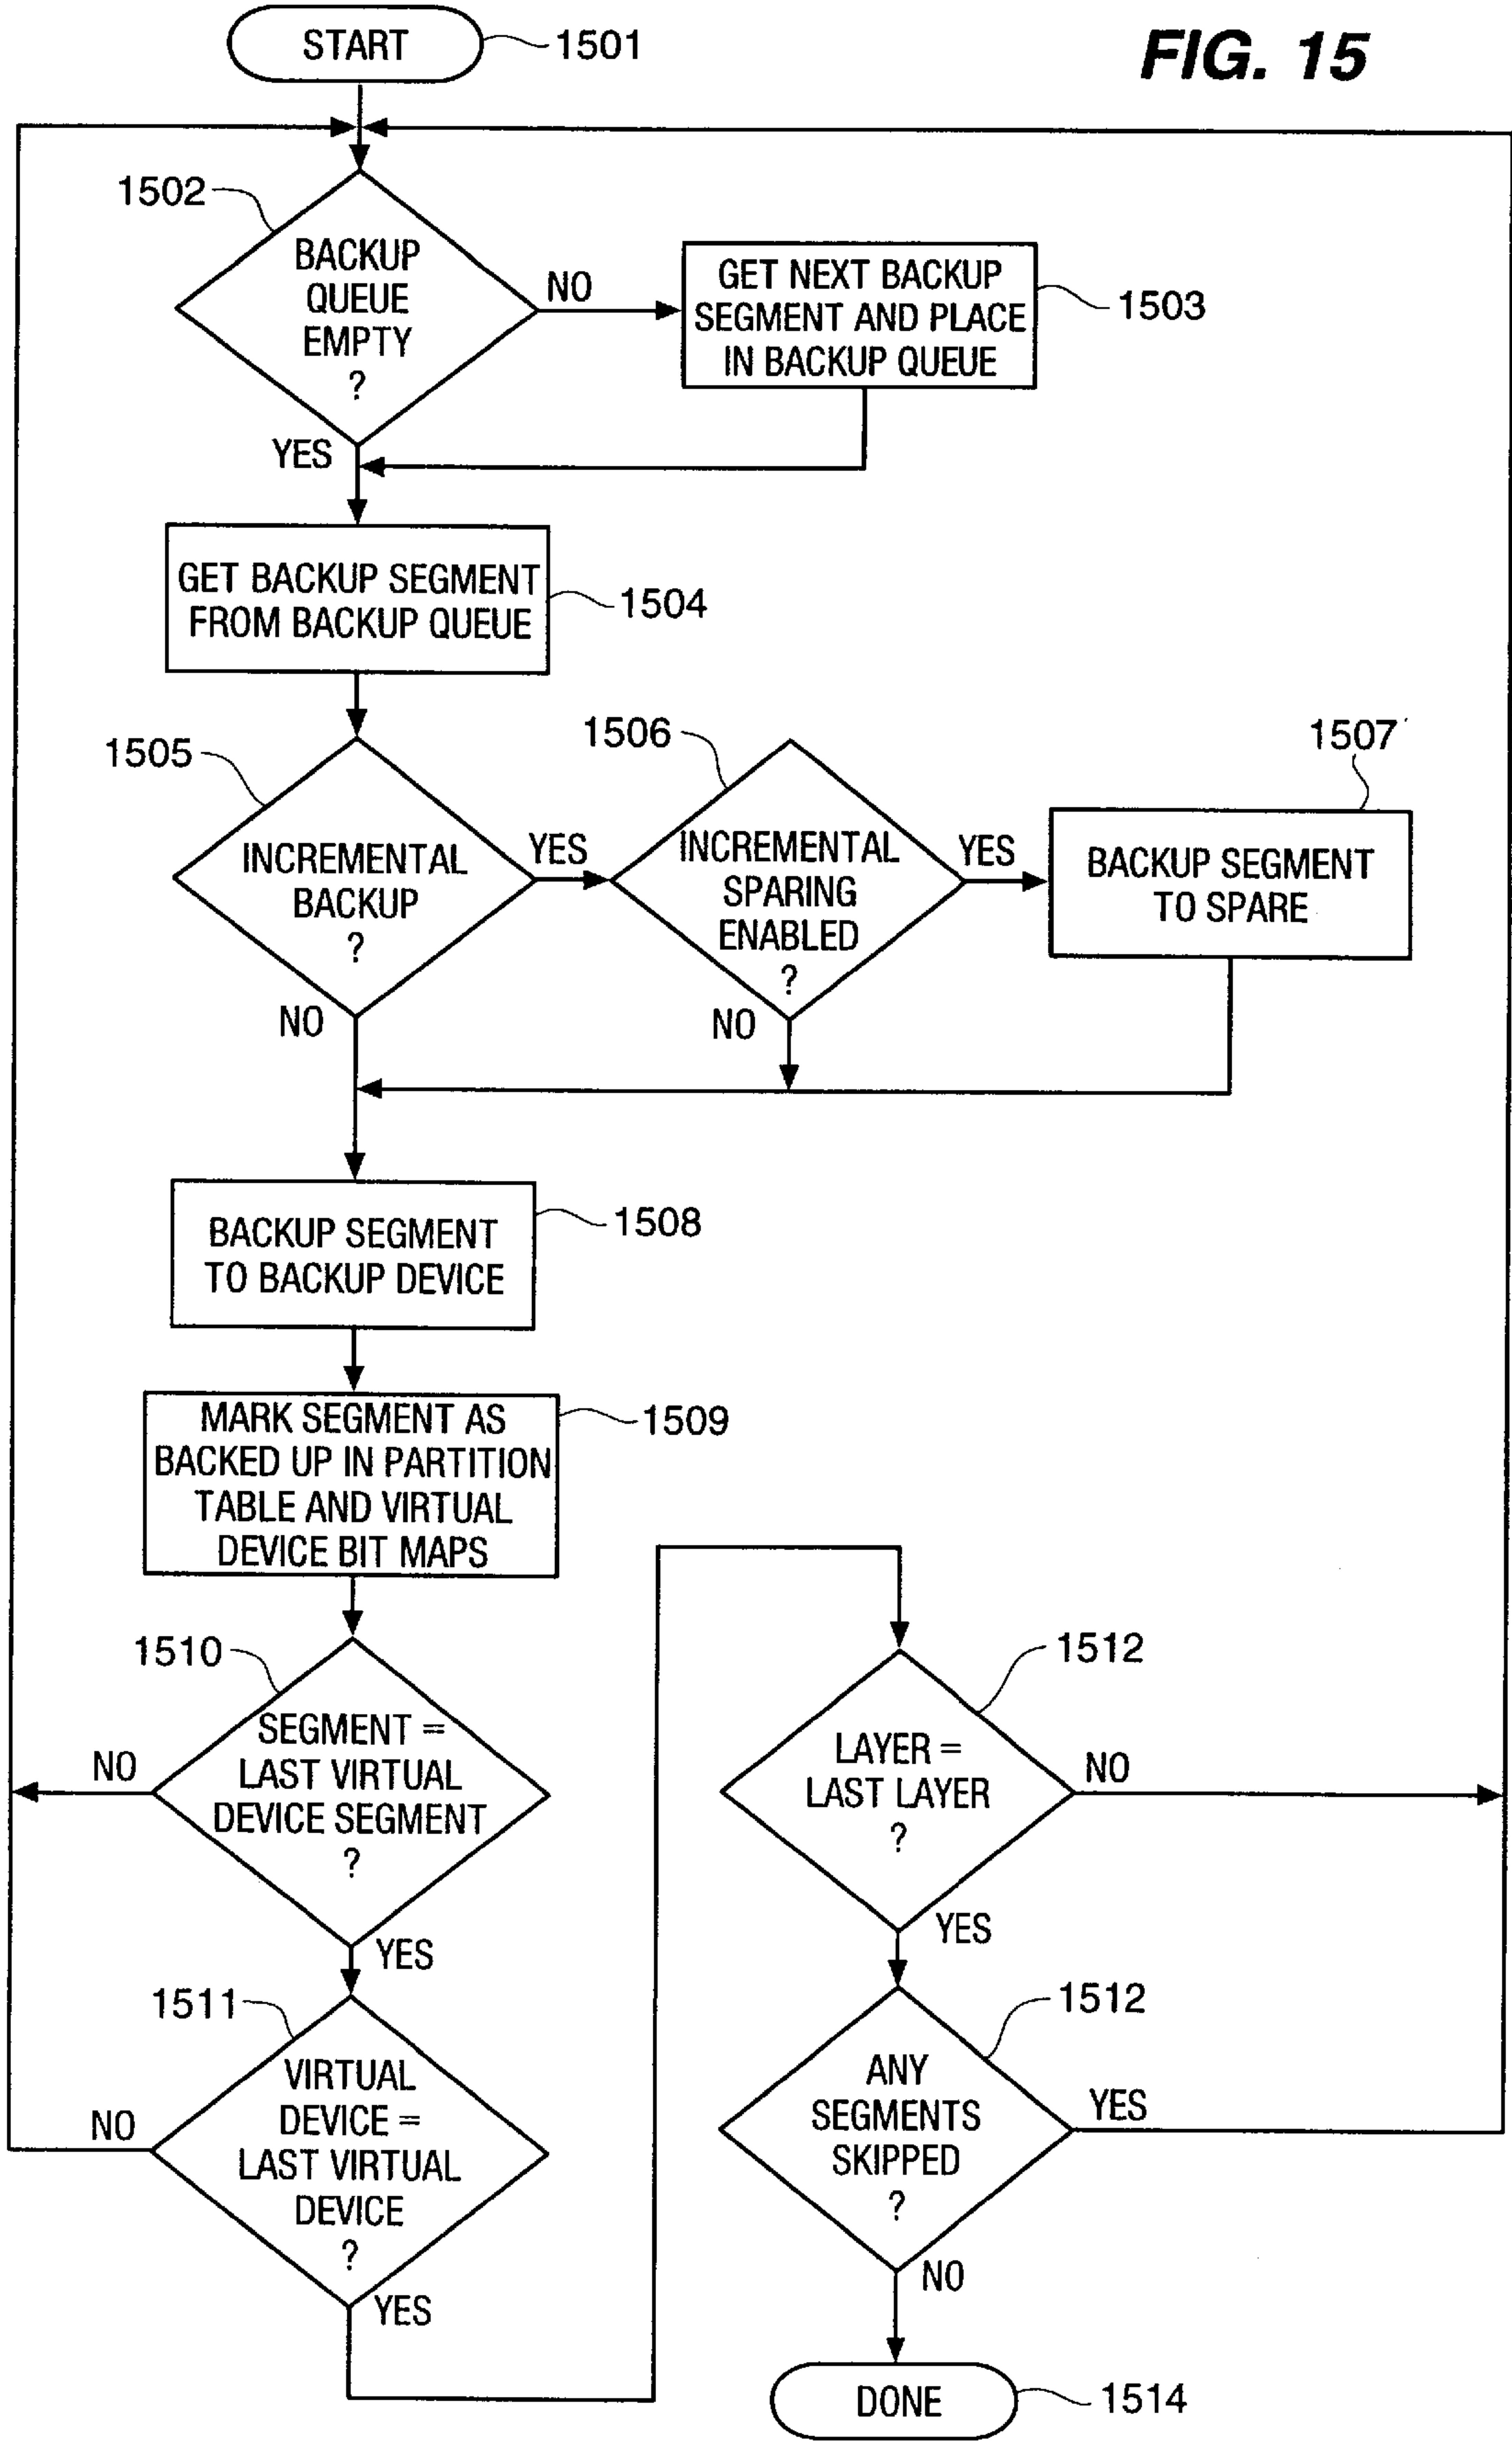 FIG. 15
START
1501
1502
BACKUP
QUEUE
EMPTY
?
NO
GET NEXT BACKUP
SEGMENT AND PLACE
IN BACKUP QUEUE
1503
YES
GET BACKUP SEGMENT
FROM BACKUP QUEUE
1504
1505
INCREMENTAL
BACKUP
?
YES
NO
1506
INCREMENTAL
SPARING
ENABLED
?
YES
NO
1507
BACKUP SEGMENT
TO SPARE
BACKUP SEGMENT
TO BACKUP DEVICE
1508
MARK SEGMENT AS
BACKED UP IN PARTITION
TABLE AND VIRTUAL
DEVICE BIT MAPS
1509
1510
SEGMENT =
LAST VIRTUAL
DEVICE SEGMENT
?
NO
YES
1511
VIRTUAL
DEVICE =
LAST VIRTUAL
DEVICE
?
NO
YES
1512
LAYER =
LAST LAYER
?
NO
YES
1512
ANY
SEGMENTS
SKIPPED
?
YES
NO
DONE
1514